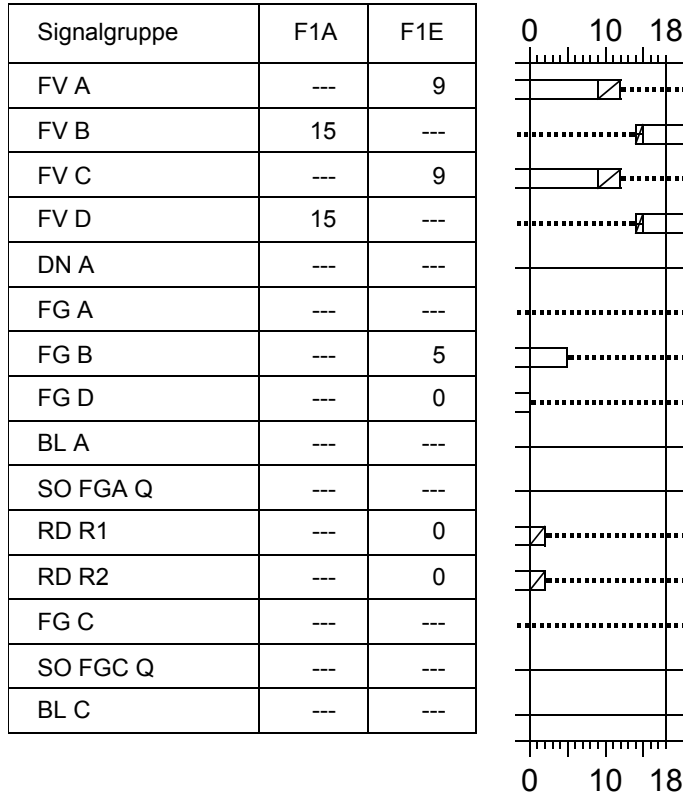 Signalgruppe F1A F1E 0 10 18
FV A --- 9
FV B 15 ---
FV C --- 9
FV D 15 ---
DN A --- ---
FG A --- ---
FG B --- 5
FG D --- 0
BL A --- ---
SO FGA Q --- ---
RD R1 --- 0
RD R2 --- 0
FG C --- ---
SO FGC Q --- ---
BL C --- ---
0 10 18